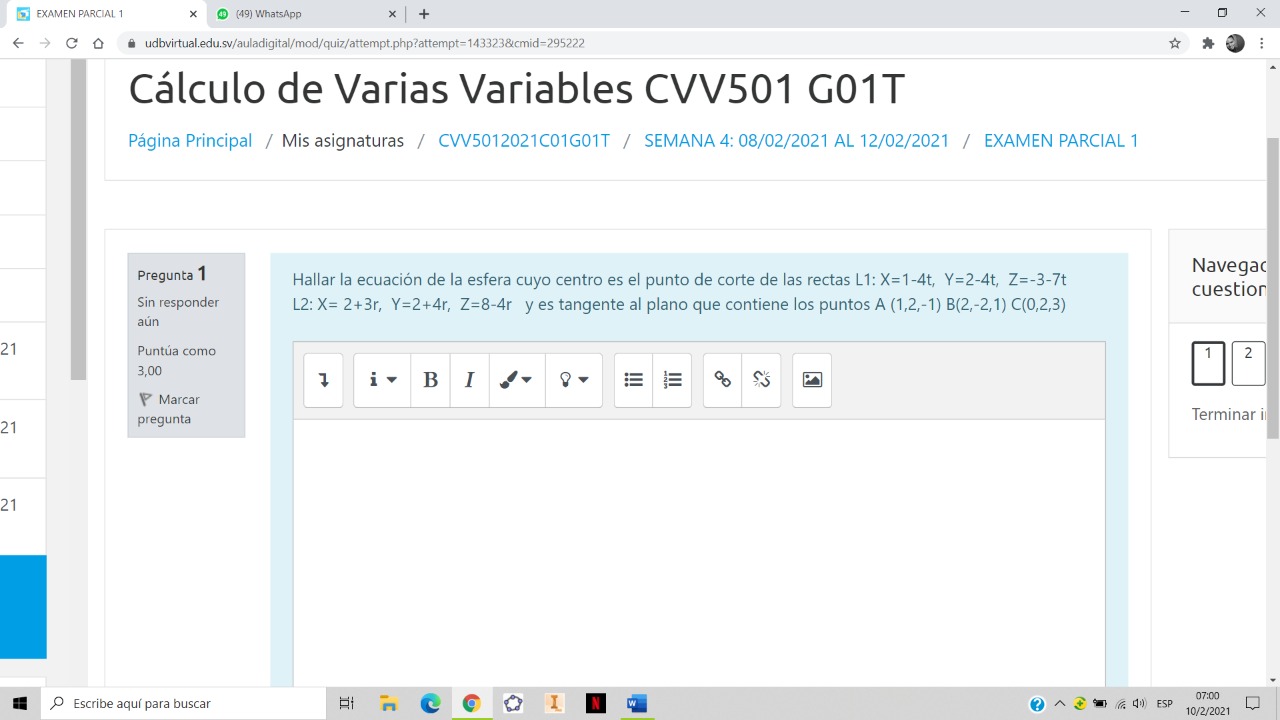 EXAMEN PARCIAL 1
(49) WhatsApp
udbvirtual.edu.sv/auladigital/mod/quiz/attempt.php?attempt=143323&cmid=295222
Cálculo de Varias Variables CVV501 G01T
Página Principal / Mis asignaturas / CVV5012021C01G01T / SEMANA 4: 08/02/2021 AL 12/02/2021 / EXAMEN PARCIAL 1
21
21
21
Pregunta 1
Sin responder
aún
Puntúa como
3,00
Marcar
pregunta
Hallar la ecuación de la esfera cuyo centro es el punto de corte de las rectas L1: X=1-4t, Y=2-4t, Z=-3-7t
L2: X= 2+3r, Y=2+4r, Z=8-4r y es tangente al plano que contiene los puntos A (1,2,-1) B(2,-2,1) C(0,2,3)
B I
Navegac
cuestion
1 2
Terminar i
Escribe aquí para buscar
ESP
07:00
10/2/2021